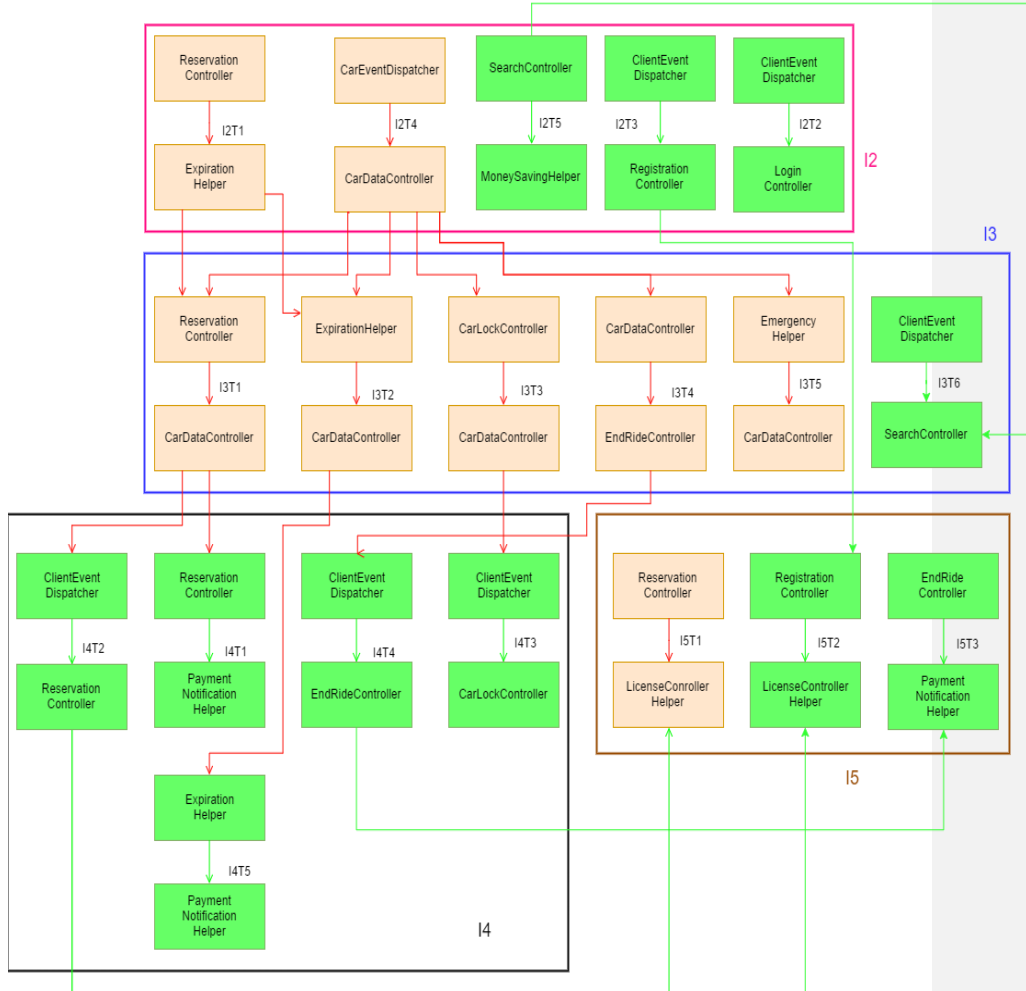 Reservation
Controller
CarEventDispatcher
SearchController
ClientEvent
Dispatcher
ClientEvent
Dispatcher
I2T1
I2T4
I2T5
I2T3
I2T2
Expiration
Helper
CarDataController
MoneySavingHelper
Registration
Controller
Login
Controller
I2
I3
Reservation
Controller
ExpirationHelper
CarLockController
CarDataController
Emergency
Helper
ClientEvent
Dispatcher
I3T1
I3T2
I3T3
I3T4
I3T5
I3T6
CarDataController
CarDataController
CarDataController
EndRideController
CarDataController
SearchController
ClientEvent
Dispatcher
Reservation
Controller
ClientEvent
Dispatcher
ClientEvent
Dispatcher
Reservation
Controller
Registration
Controller
EndRide
Controller
I4T2
I4T1
I4T4
I4T3
I5T1
I5T2
I5T3
Reservation
Controller
Payment
Notification
Helper
EndRideController
CarLockController
LicenseConroller
Helper
LicenseController
Helper
Payment
Notification
Helper
I5
Expiration
Helper
I4T5
Payment
Notification
Helper
I4